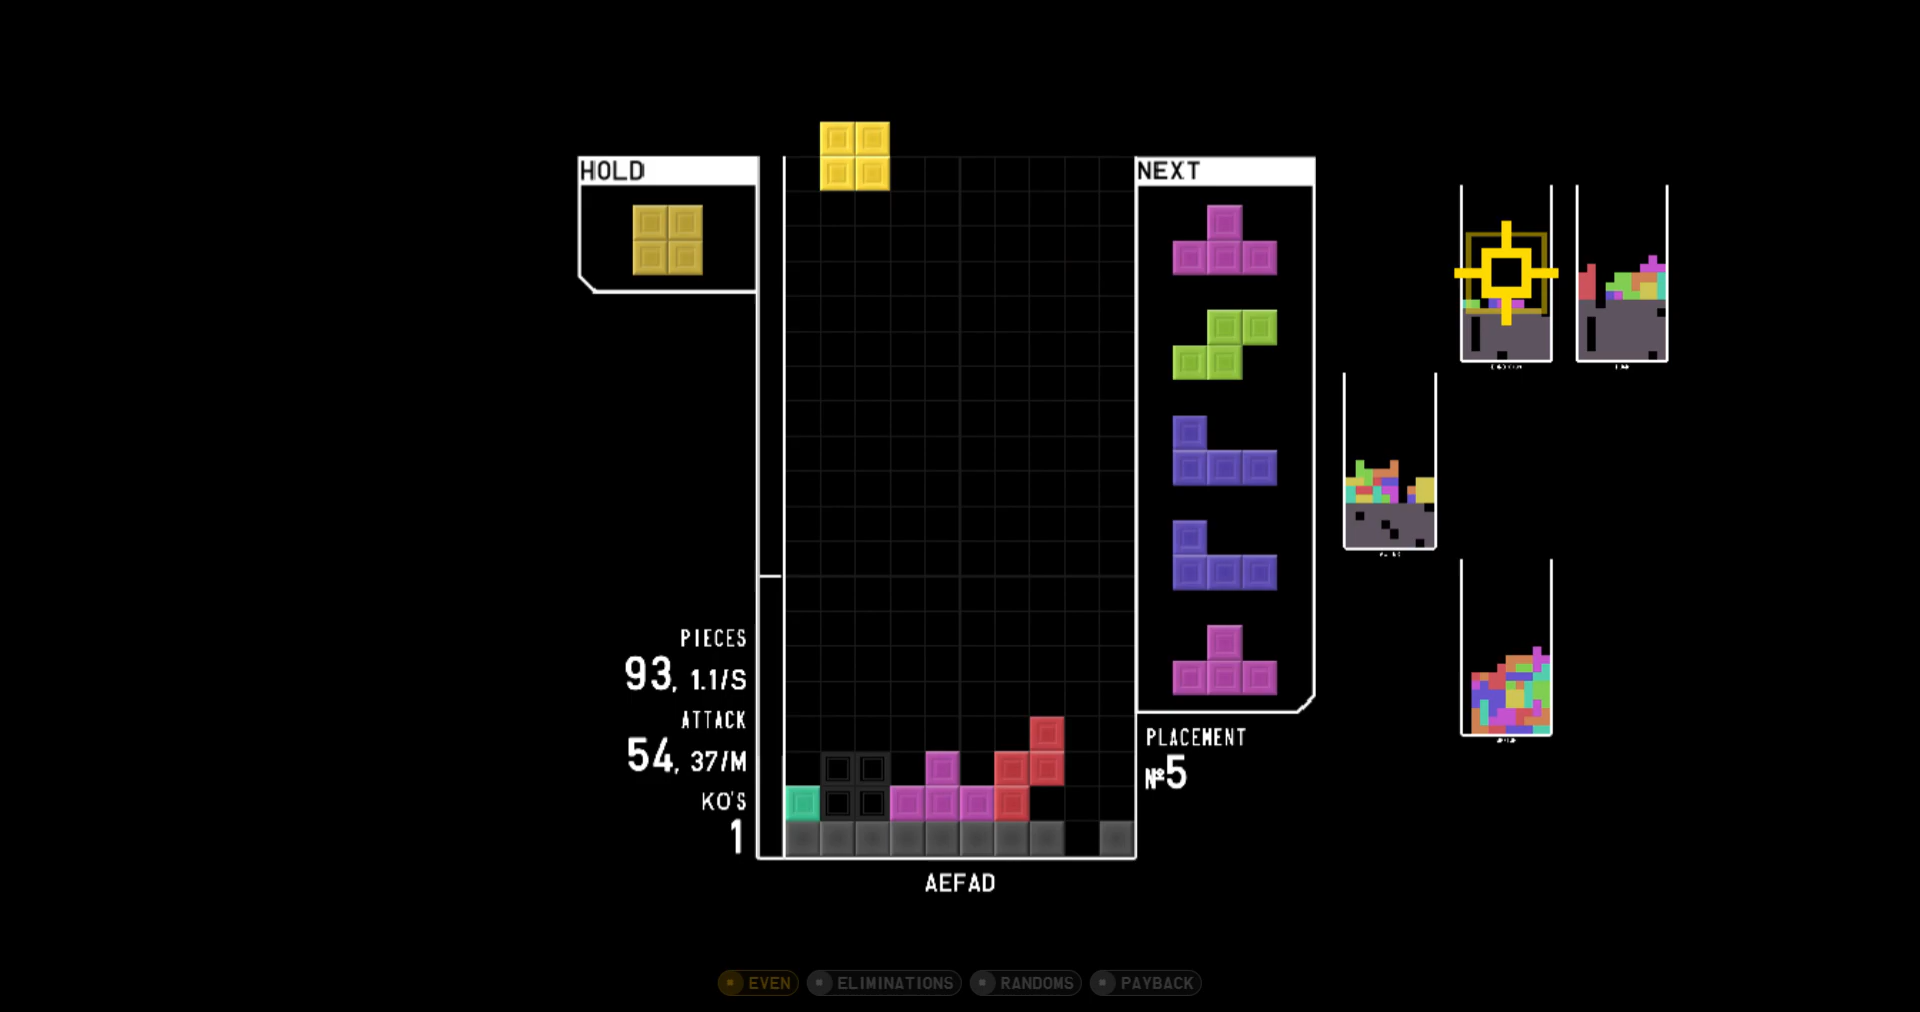 HOLD
NEXT
PIECES
93, 1.1/S
ATTACK
54, 37/M
KO'S
1
PLACEMENT
№5
AEFAD
EVEN
ELIMINATIONS
RANDOMS
PAYBACK